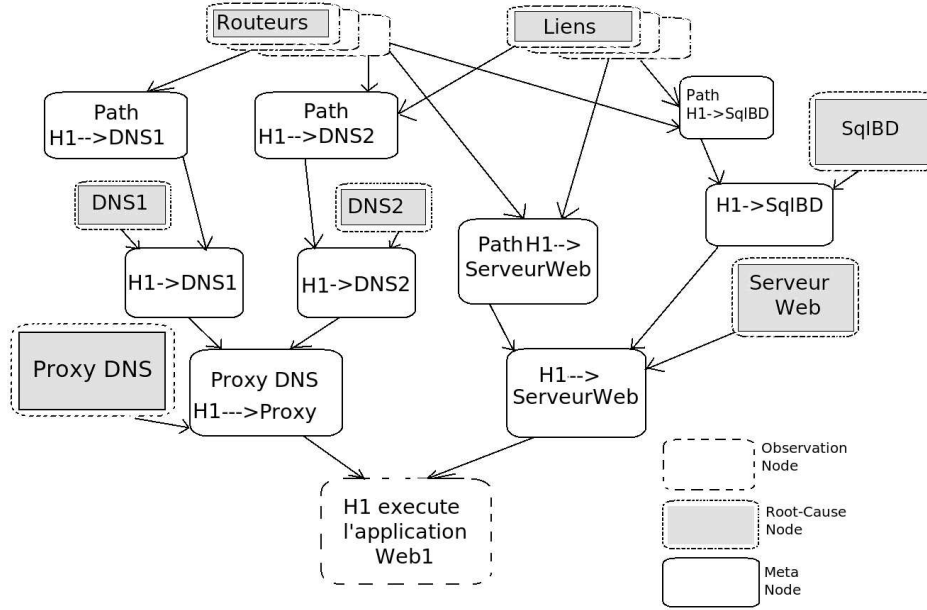 Routeurs
Liens
Path
H1-->DNS1
Path
H1-->DNS2
Path
H1->SqlBD
SqlBD
DNS1
DNS2
H1->SqlBD
PathH1-->
ServeurWeb
H1->DNS1
H1->DNS2
Serveur
Web
Proxy DNS
Proxy DNS
H1--->Proxy
H1-->
ServeurWeb
H1 execute
l'application
Web1
Observation
Node
Root-Cause
Node
Meta
Node